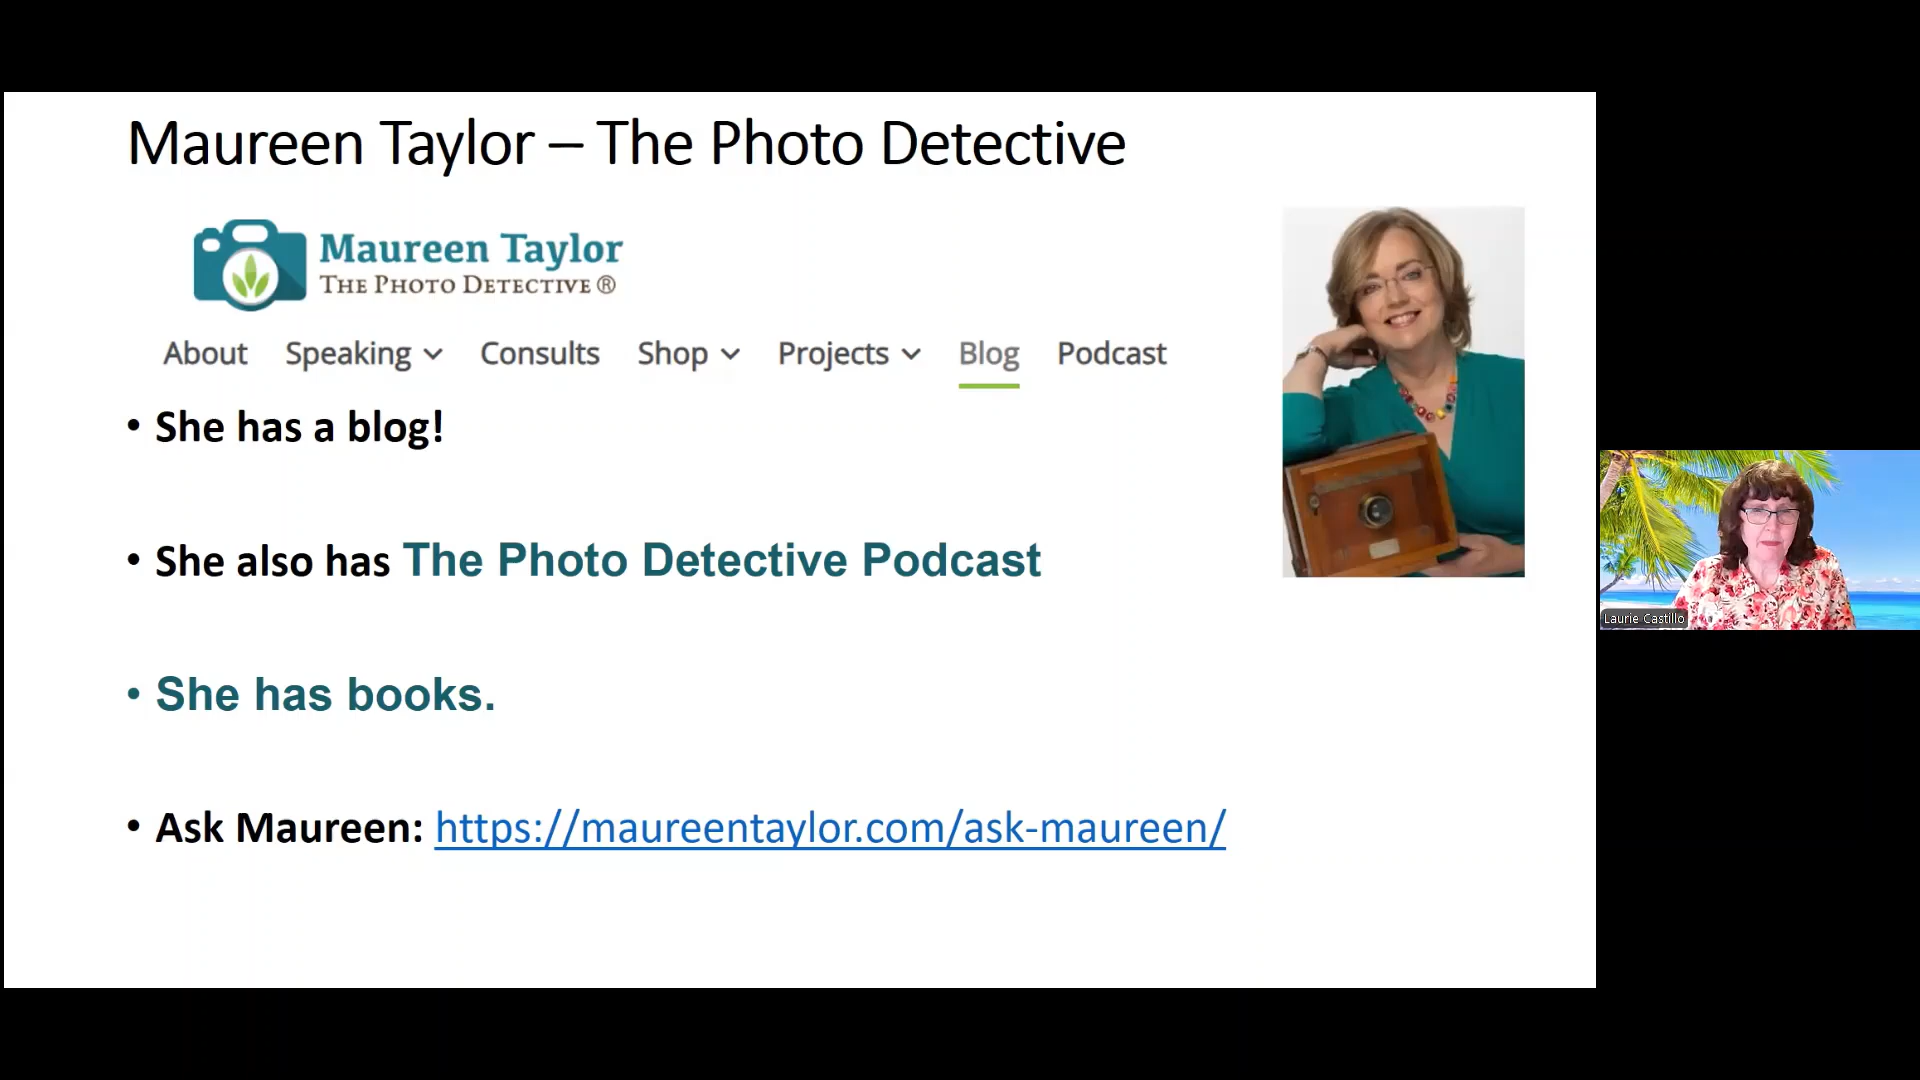 Maureen Taylor – The Photo Detective
Maureen Taylor
The Photo Detective ®
About Speaking Consults Shop Projects Blog Podcast
• She has a blog!
• She also has The Photo Detective Podcast
• She has books.
• Ask Maureen: https://maureentaylor.com/ask-maureen/
Laurie Castillo